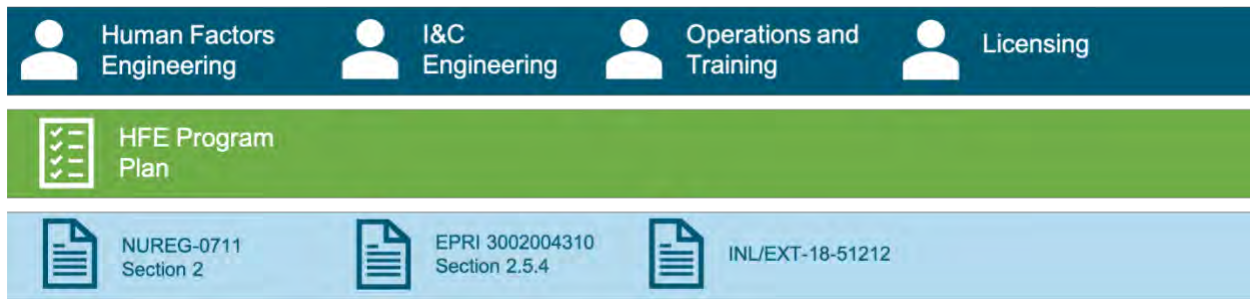 Human Factors
Engineering
I&C
Engineering
Operations and
Training
Licensing
HFE Program
Plan
NUREG-0711
Section 2
EPRI 3002004310
Section 2.5.4
INL/EXT-18-51212